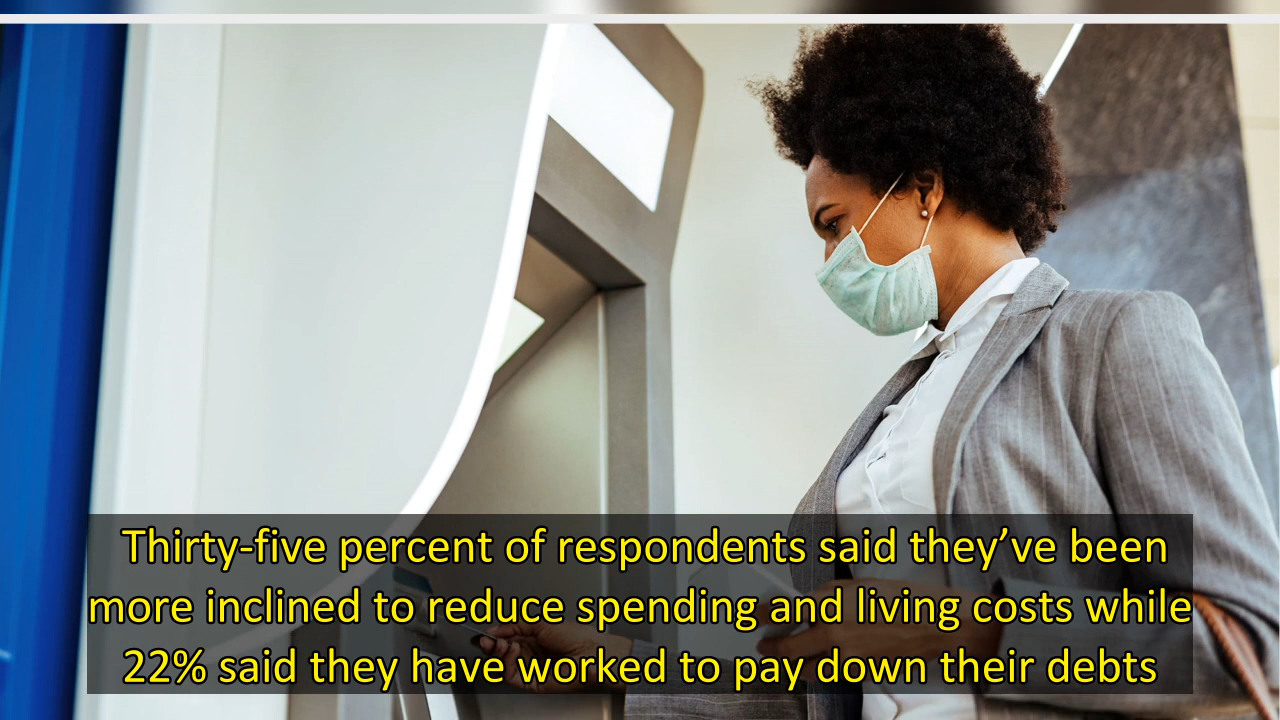 Thirty-five percent of respondents said they’ve been
more inclined to reduce spending and living costs while
22% said they have worked to pay down their debts